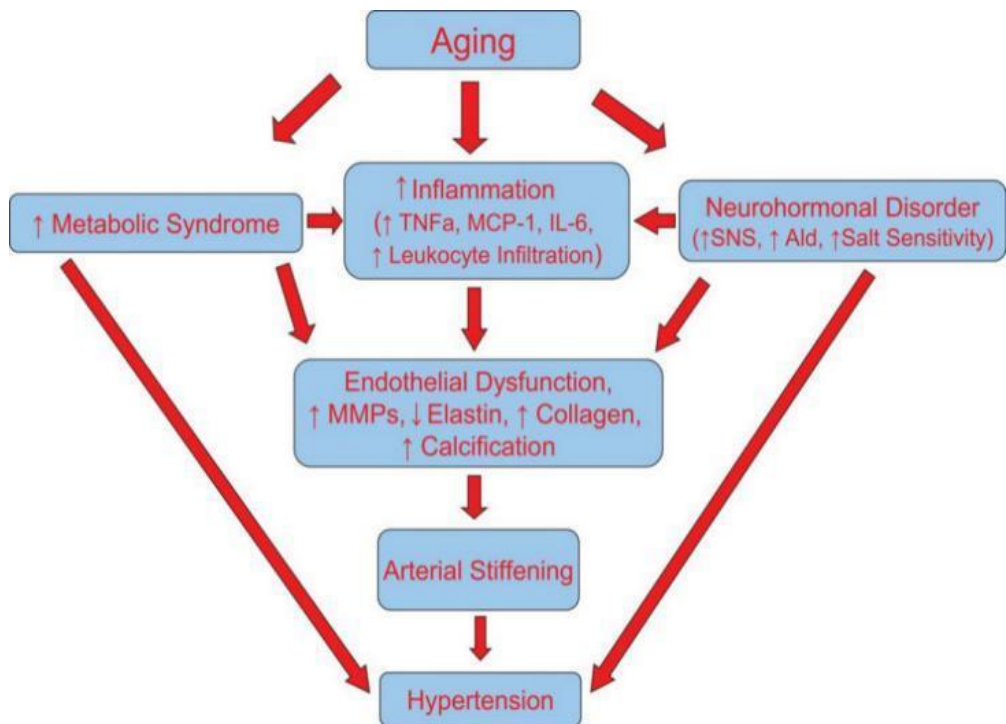 Aging
↑ Metabolic Syndrome
↑ Inflammation
(↑ TNFa, MCP-1, IL-6,
↑ Leukocyte Infiltration)
Neurohormonal Disorder
(↑SNS, ↑ Ald, ↑Salt Sensitivity)
Endothelial Dysfunction,
↑ MMPs, ↓ Elastin, ↑ Collagen,
↑ Calcification
Arterial Stiffening
Hypertension